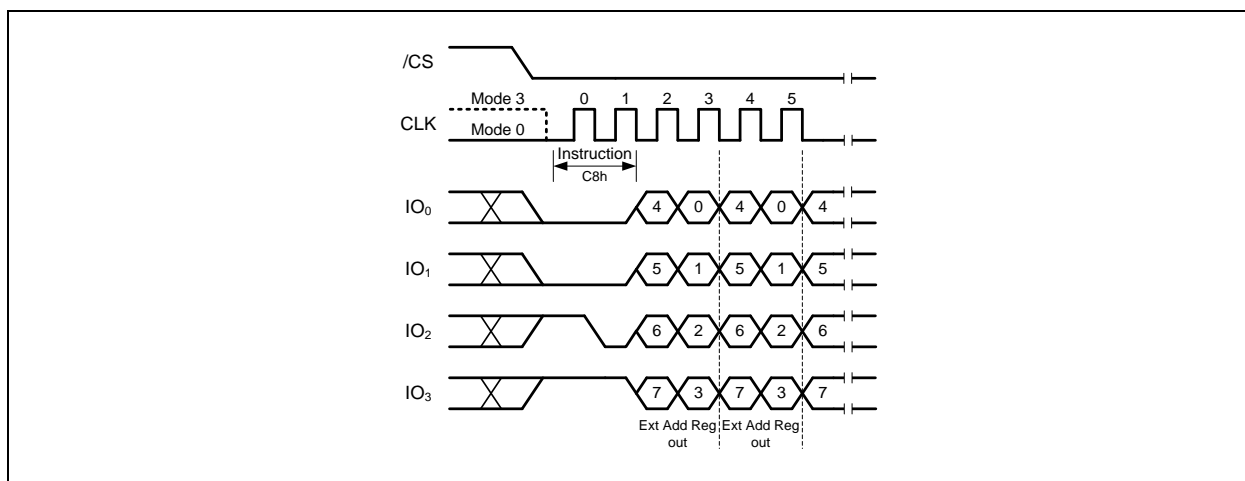 /CS
Mode 3 0 1 2 3 4 5
CLK Mode 0
Instruction
C8h
IO₀ 4 0 4 0 4
IO₁ 5 1 5 1 5
IO₂ 6 2 6 2 6
IO₃ 7 3 7 3 7
Ext Add Reg Ext Add Reg
out out